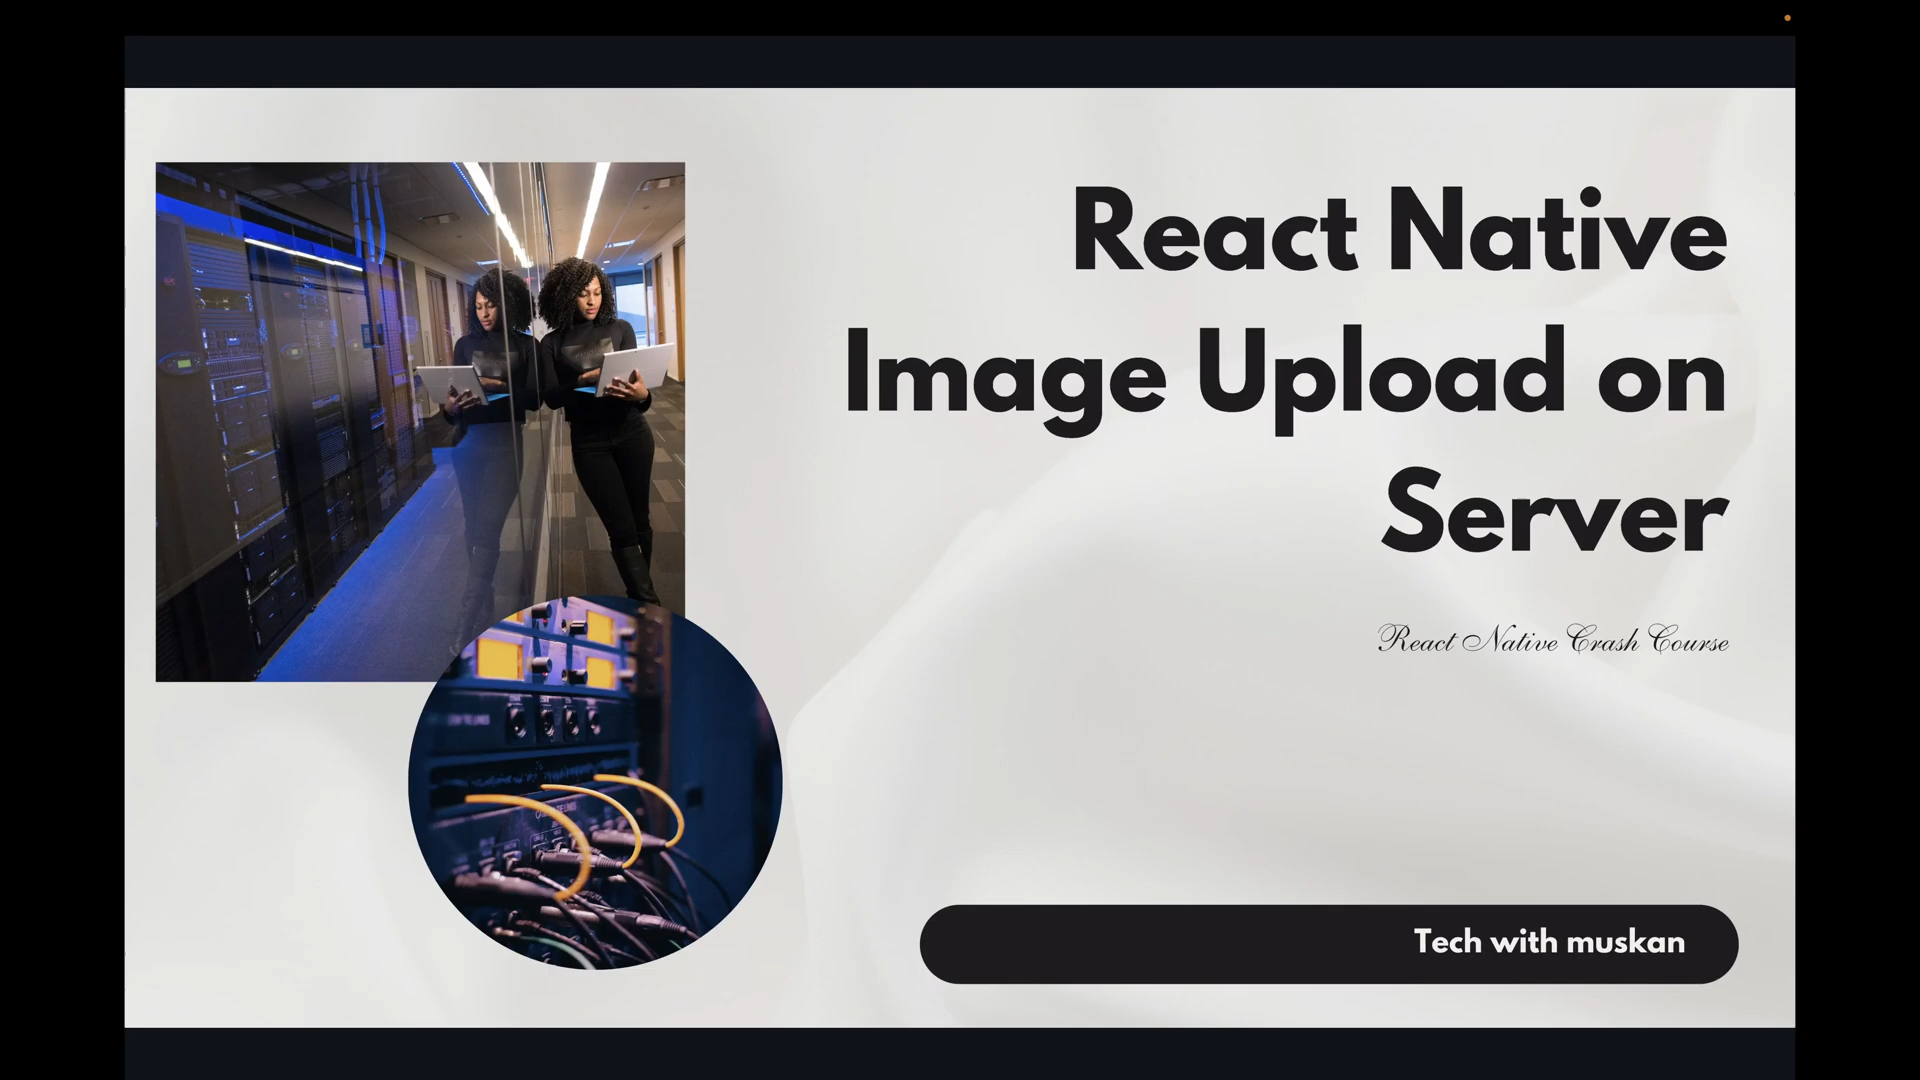 React Native
Image Upload on
Server
React Native Crash Course
Tech with muskan